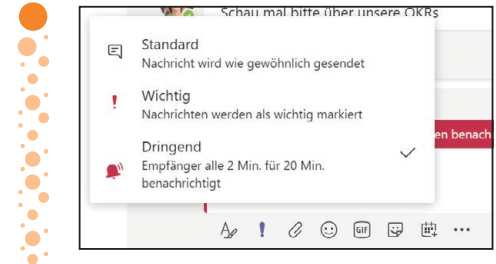 Schau mal bitte über unsere OKRs
Standard
Nachricht wird wie gewöhnlich gesendet
Wichtig
Nachrichten werden als wichtig markiert
en benach
Dringend
Empfänger alle 2 Min. für 20 Min.
benachrichtigt
GIF